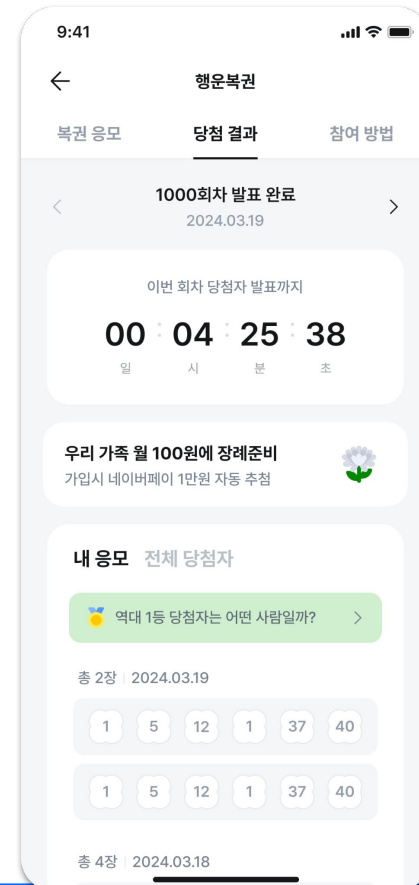 9:41
행운복권
복권 응모 당첨 결과 참여 방법
1000회차 발표 완료
2024.03.19
이번 회차 당첨자 발표까지
00 : 04 : 25 : 38
일 시 분 초
우리 가족 월 100원에 장례준비
가입시 네이버페이 1만원 자동 추첨
내 응모 전체 당첨자
역대 1등 당첨자는 어떤 사람일까?
총 2장 | 2024.03.19
1 5 12 1 37 40
1 5 12 1 37 40
총 4장 | 2024.03.18